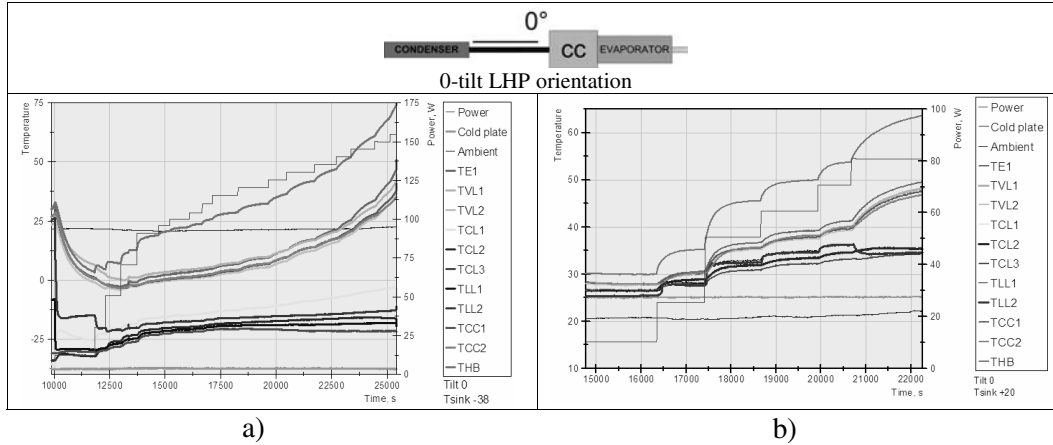 0°
CONDENSER
CC
EVAPORATOR
0-tilt LHP orientation
75
50
25
0
-25
Temperature
10000 12500 15000 17500 20000 22500 25000
Time, s
175
150
125
100
75
50
25
0
Power, W
Power
Cold plate
Ambient
TE1
TVL1
TVL2
TCL1
TCL2
TCL3
TLL1
TLL2
TCC1
TCC2
THB
Tilt 0
Tsink -38
60
50
40
30
20
10
Temperature
15000 16000 17000 18000 19000 20000 21000 22000
Time, s
100
80
60
40
20
0
Power, W
Power
Cold plate
Ambient
TE1
TVL1
TVL2
TCL1
TCL2
TCL3
TLL1
TLL2
TCC1
TCC2
THB
Tilt 0
Tsink +20
a)
b)